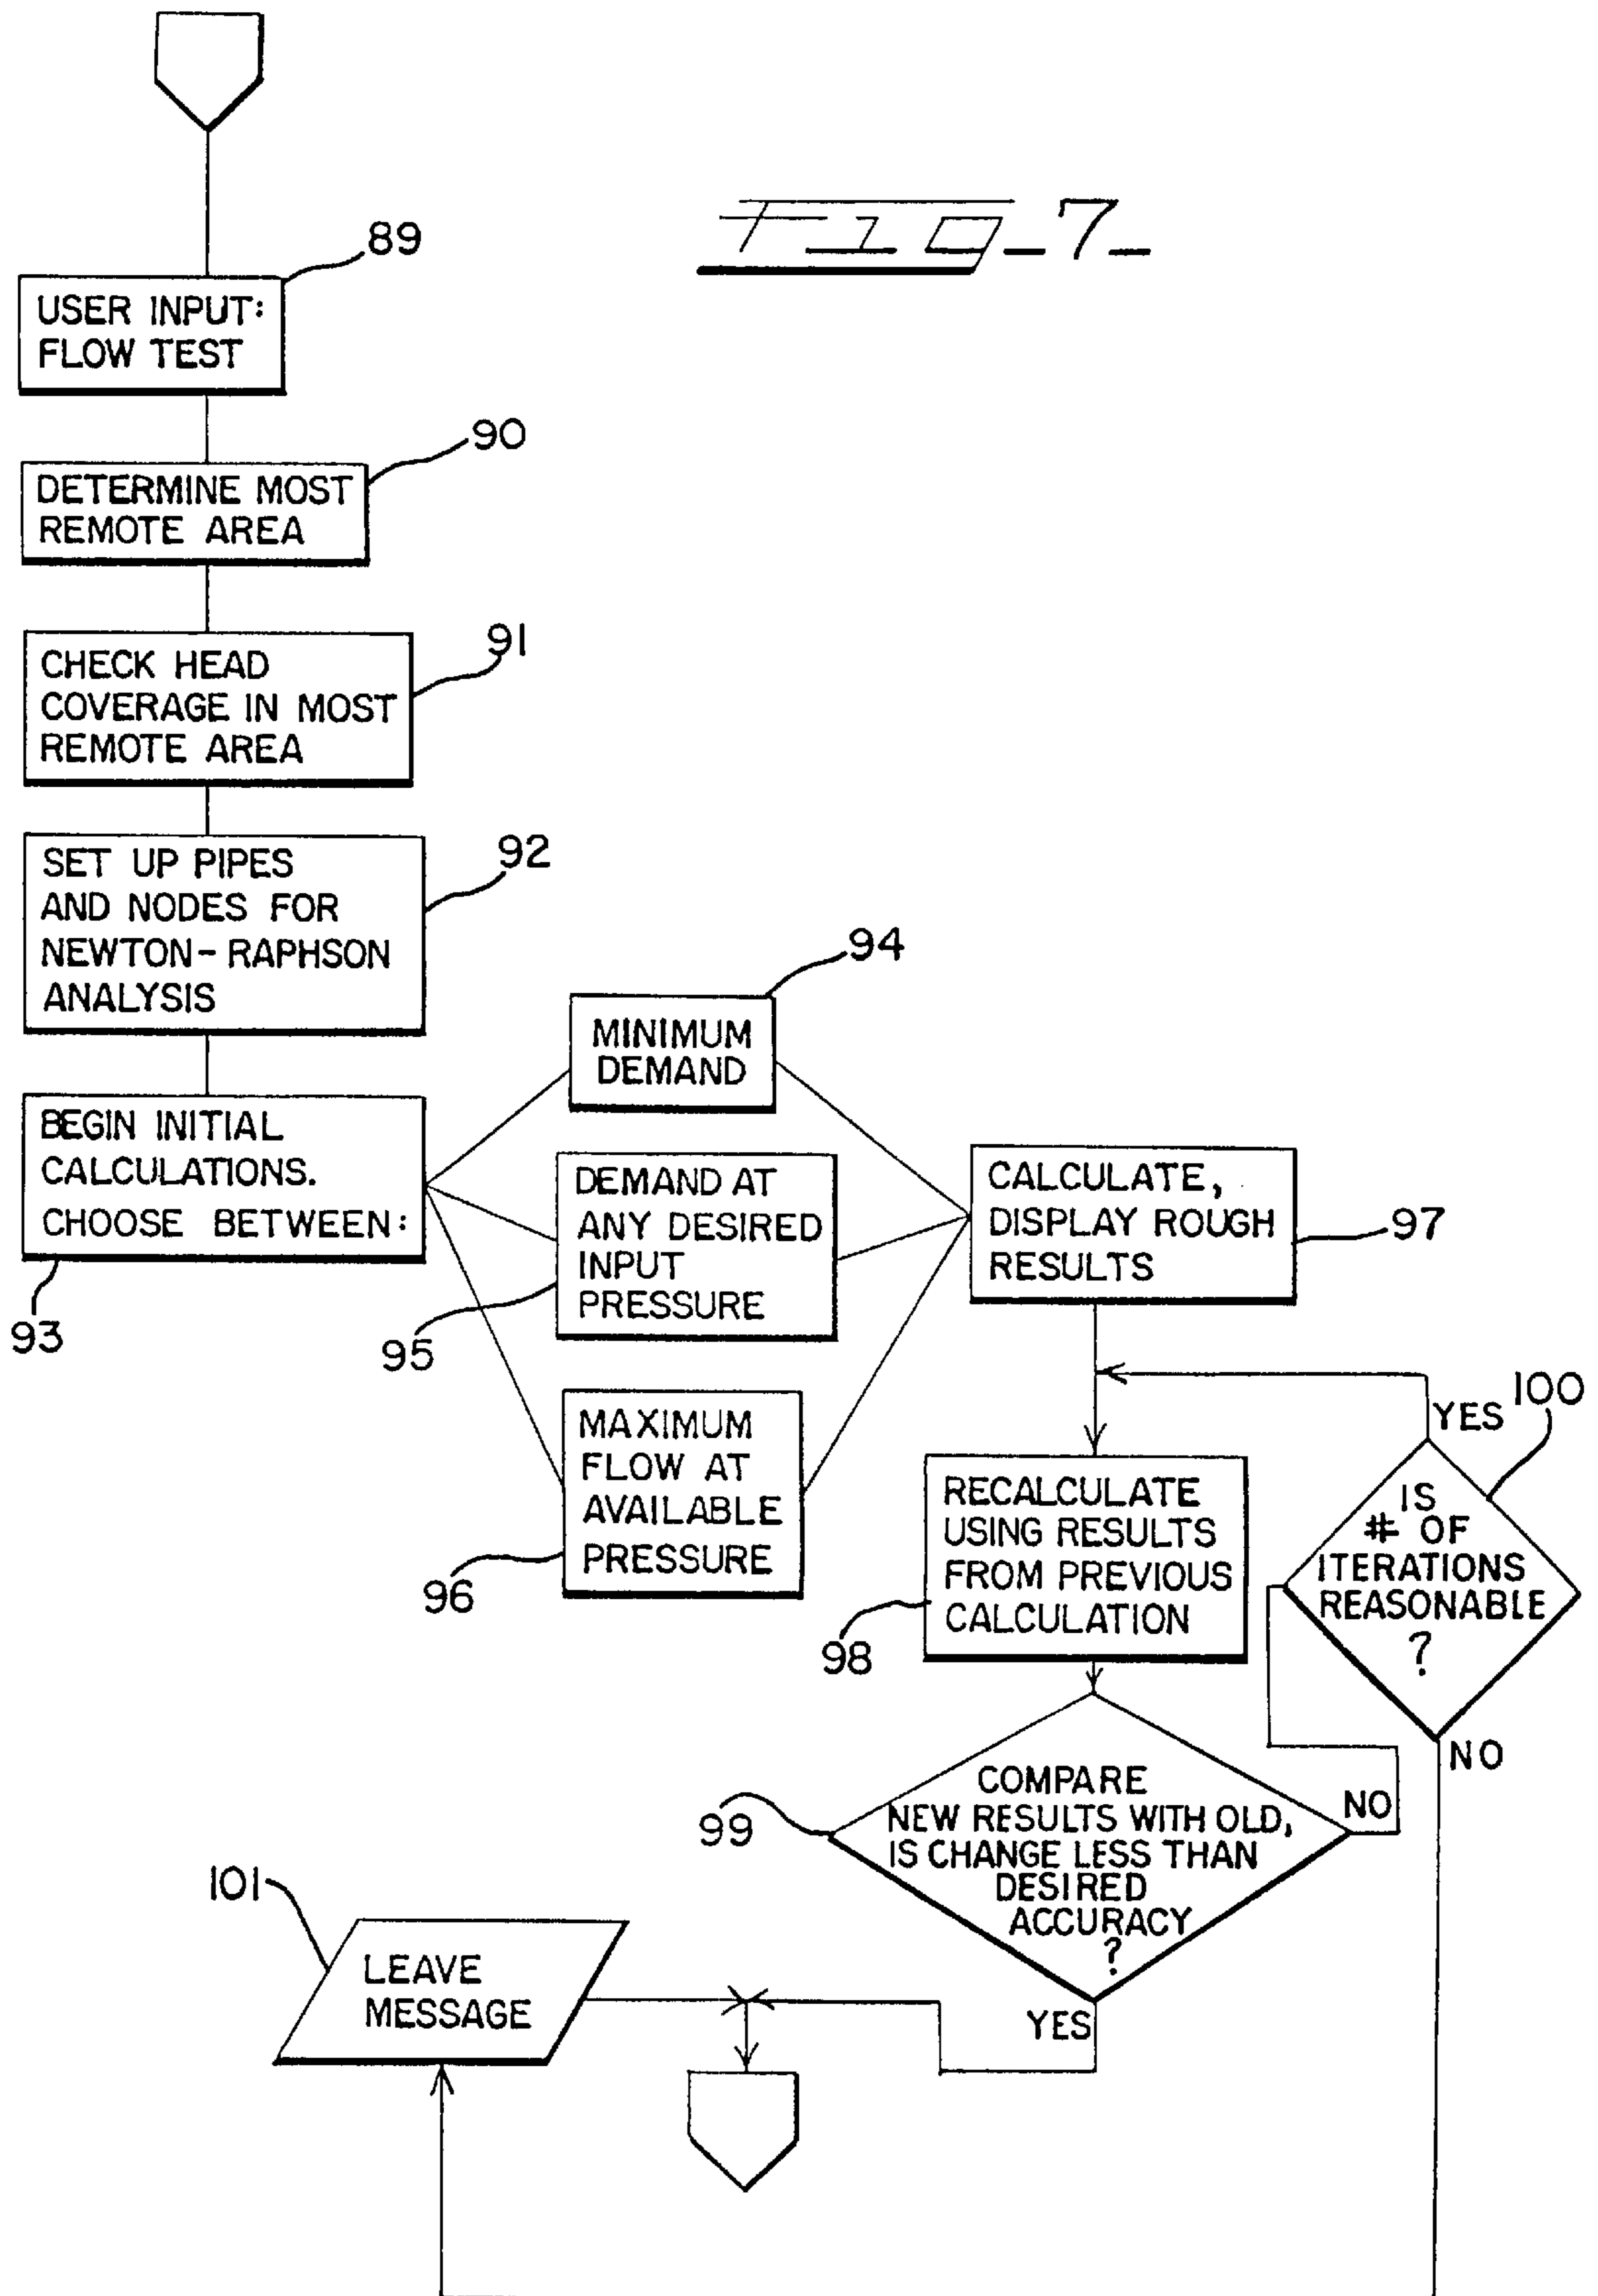 Fig_7_
89
USER INPUT:
FLOW TEST
90
DETERMINE MOST
REMOTE AREA
91
CHECK HEAD
COVERAGE IN MOST
REMOTE AREA
92
SET UP PIPES
AND NODES FOR
NEWTON-RAPHSON
ANALYSIS
93
BEGIN INITIAL
CALCULATIONS.
CHOOSE BETWEEN:
94
MINIMUM
DEMAND
95
DEMAND AT
ANY DESIRED
INPUT
PRESSURE
96
MAXIMUM
FLOW AT
AVAILABLE
PRESSURE
97
CALCULATE,
DISPLAY ROUGH
RESULTS
98
RECALCULATE
USING RESULTS
FROM PREVIOUS
CALCULATION
YES
100
IS
# OF
ITERATIONS
REASONABLE
?
NO
99
COMPARE
NEW RESULTS WITH OLD,
IS CHANGE LESS THAN
DESIRED
ACCURACY
?
NO
YES
101
LEAVE
MESSAGE